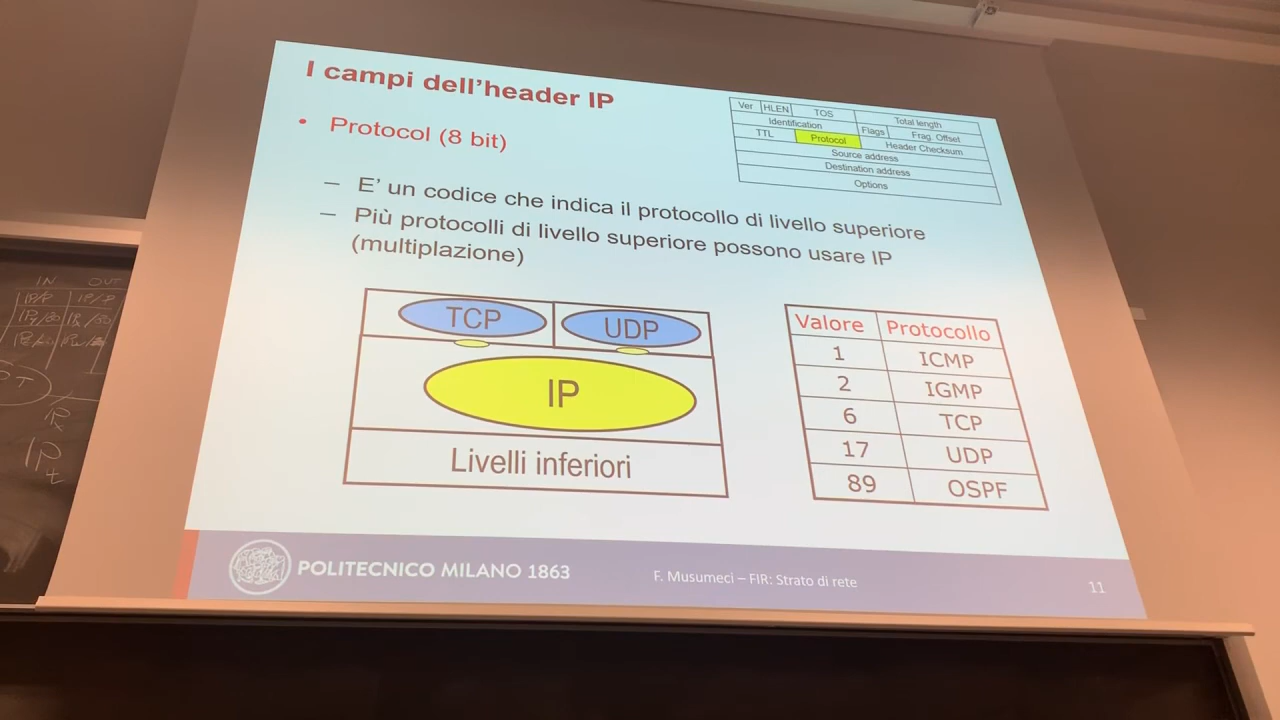 I campi dell'header IP
• Protocol (8 bit)
Ver HLEN TOS Total length
Identification Flags Frag. Offset
TTL Protocol Header Checksum
Source address
Destination address
Options
– E' un codice che indica il protocollo di livello superiore
– Più protocolli di livello superiore possono usare IP
(multiplazione)
TCP UDP
IP
Livelli inferiori
Valore Protocollo
1 ICMP
2 IGMP
6 TCP
17 UDP
89 OSPF
POLITECNICO MILANO 1863
F. Musumeci – FIR: Strato di rete
11
IN OUT